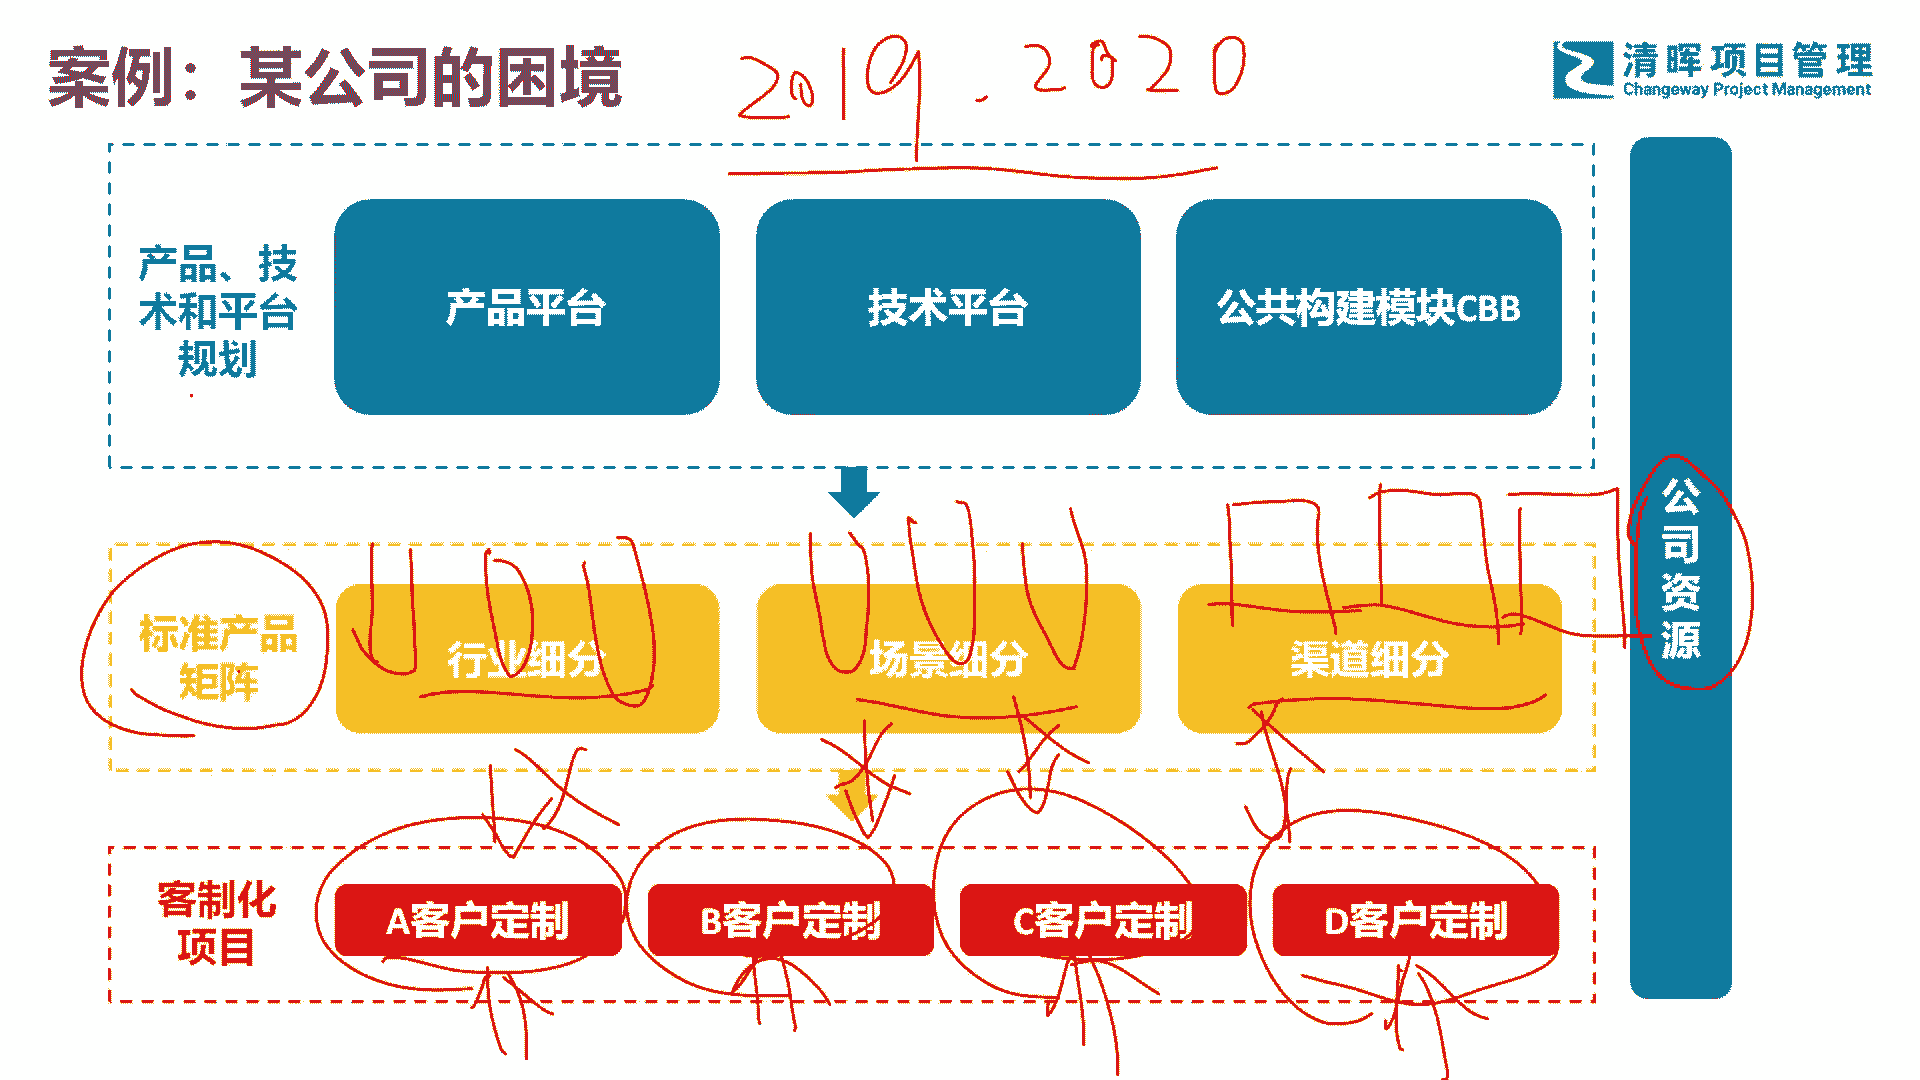 案例：某公司的困境
2019.2020
清晖项目管理
Changeway Project Management
产品、技
术和平台
规划
产品平台
技术平台
公共构建模块CBB
标准产品
矩阵
行业细分
场景细分
渠道细分
客制化
项目
A客户定制
B客户定制
C客户定制
D客户定制
公
司
资
源